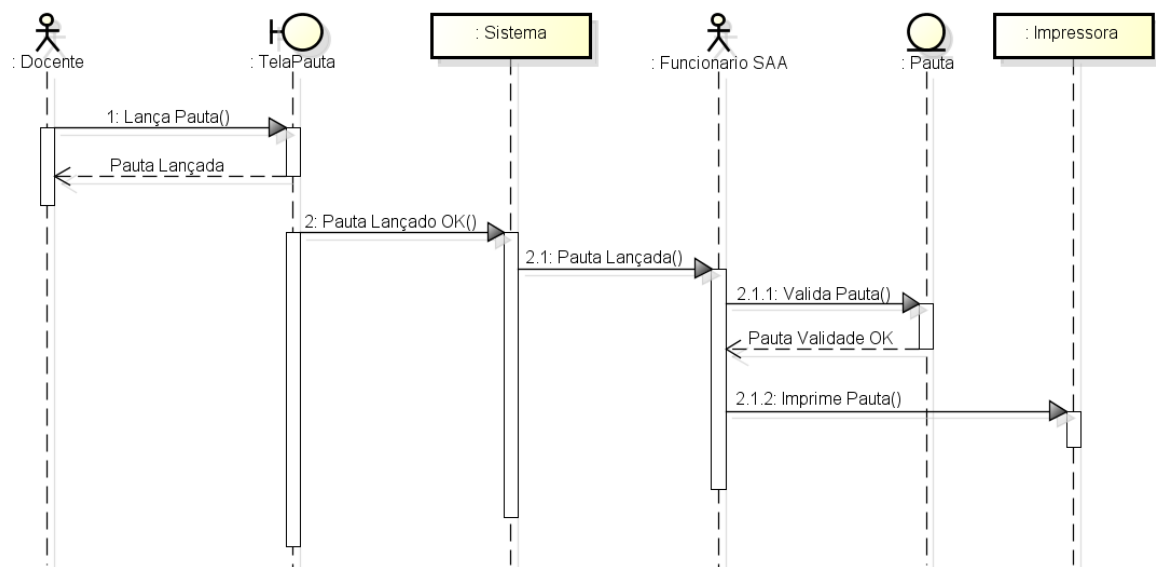 : Docente
: TelaPauta
: Sistema
: Funcionario SAA
: Pauta
: Impressora
1: Lança Pauta()
Pauta Lançada
2: Pauta Lançado OK()
2.1: Pauta Lançada()
2.1.1: Valida Pauta()
Pauta Validade OK
2.1.2: Imprime Pauta()